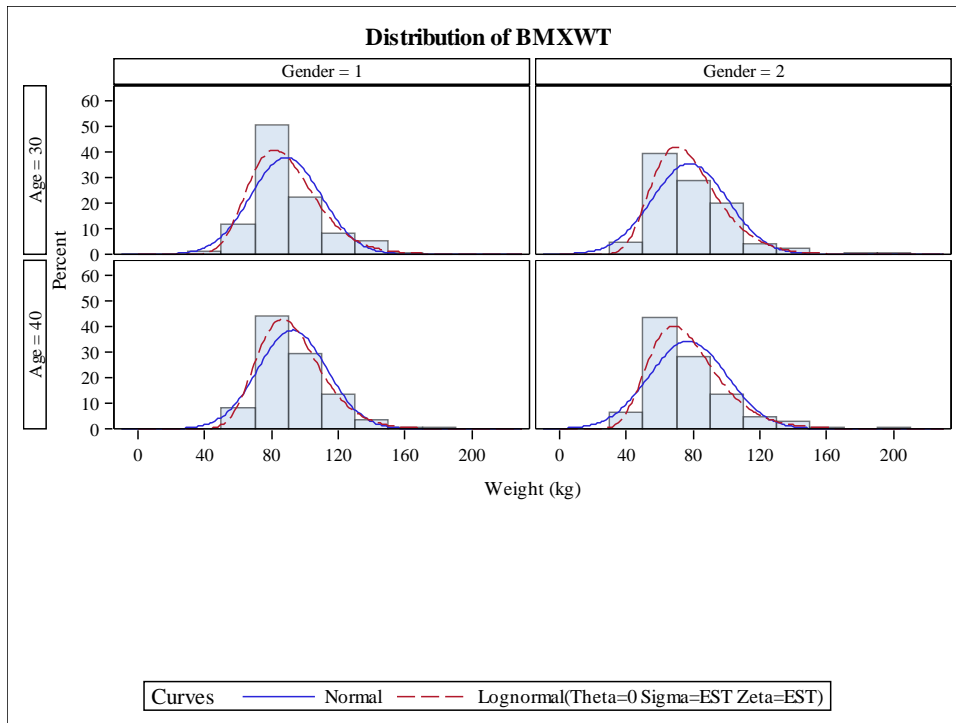 Distribution of BMXWT
Gender = 1
Gender = 2
Age = 30
60
50
40
30
20
10
0
Percent
Age = 40
60
50
40
30
20
10
0
0 40 80 120 160 200
0 40 80 120 160 200
Weight (kg)
Curves
Normal
Lognormal(Theta=0 Sigma=EST Zeta=EST)